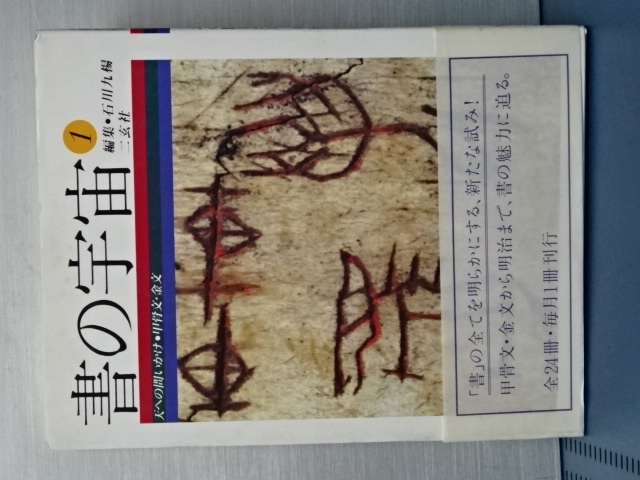 書の宇宙
1
編集●石川九楊
二玄社
天への問いかけ●甲骨文・金文
「書」の全てを明らかにする、新たな試み!
甲骨文・金文から明治まで、書の魅力に迫る。
全24冊・毎月1冊刊行